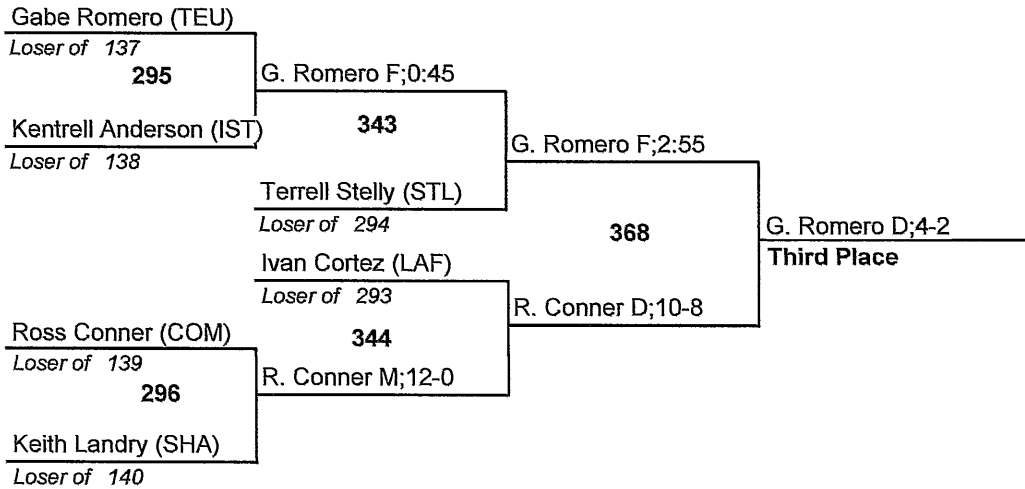 Gabe Romero (TEU)
Loser of 137
295
G. Romero F;0:45
343
Kentrell Anderson (IST)
Loser of 138
G. Romero F;2:55
Terrell Stelly (STL)
Loser of 294
368
G. Romero D;4-2
Third Place
Ivan Cortez (LAF)
Loser of 293
R. Conner D;10-8
Ross Conner (COM)
Loser of 139
344
296
R. Conner M;12-0
Keith Landry (SHA)
Loser of 140